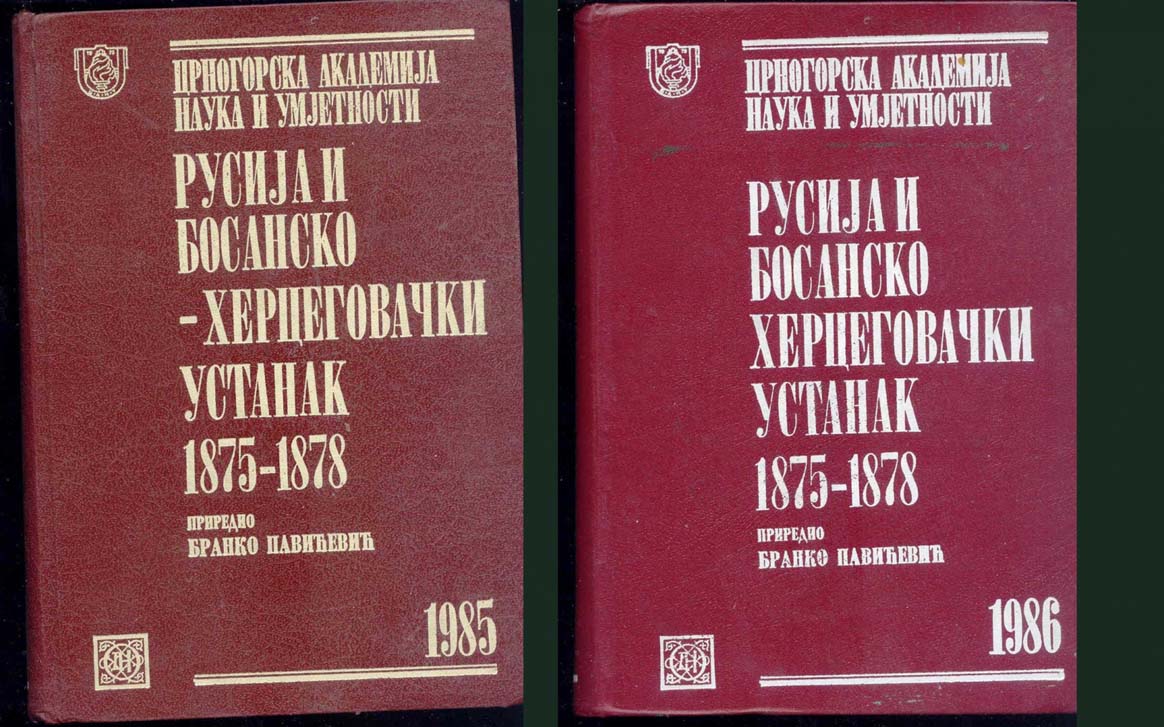 ЦРНОГОРСКА АКАДЕМИЈА
НАУКА И УМЈЕТНОСТИ
РУСИЈА И
БОСАНСКО
-ХЕРЦЕГОВАЧКИ
УСТАНАК
1875-1878
ПРИРЕДИО
БРАНКО ПАВИЋЕВИЋ
1985
ЦРНОГОРСКА АКАДЕМИЈА
НАУКА И УМЈЕТНОСТИ
РУСИЈА И
БОСАНСКО
ХЕРЦЕГОВАЧКИ
УСТАНАК
1875-1878
ПРИРЕДИО
БРАНКО ПАВИЋЕВИЋ
1986